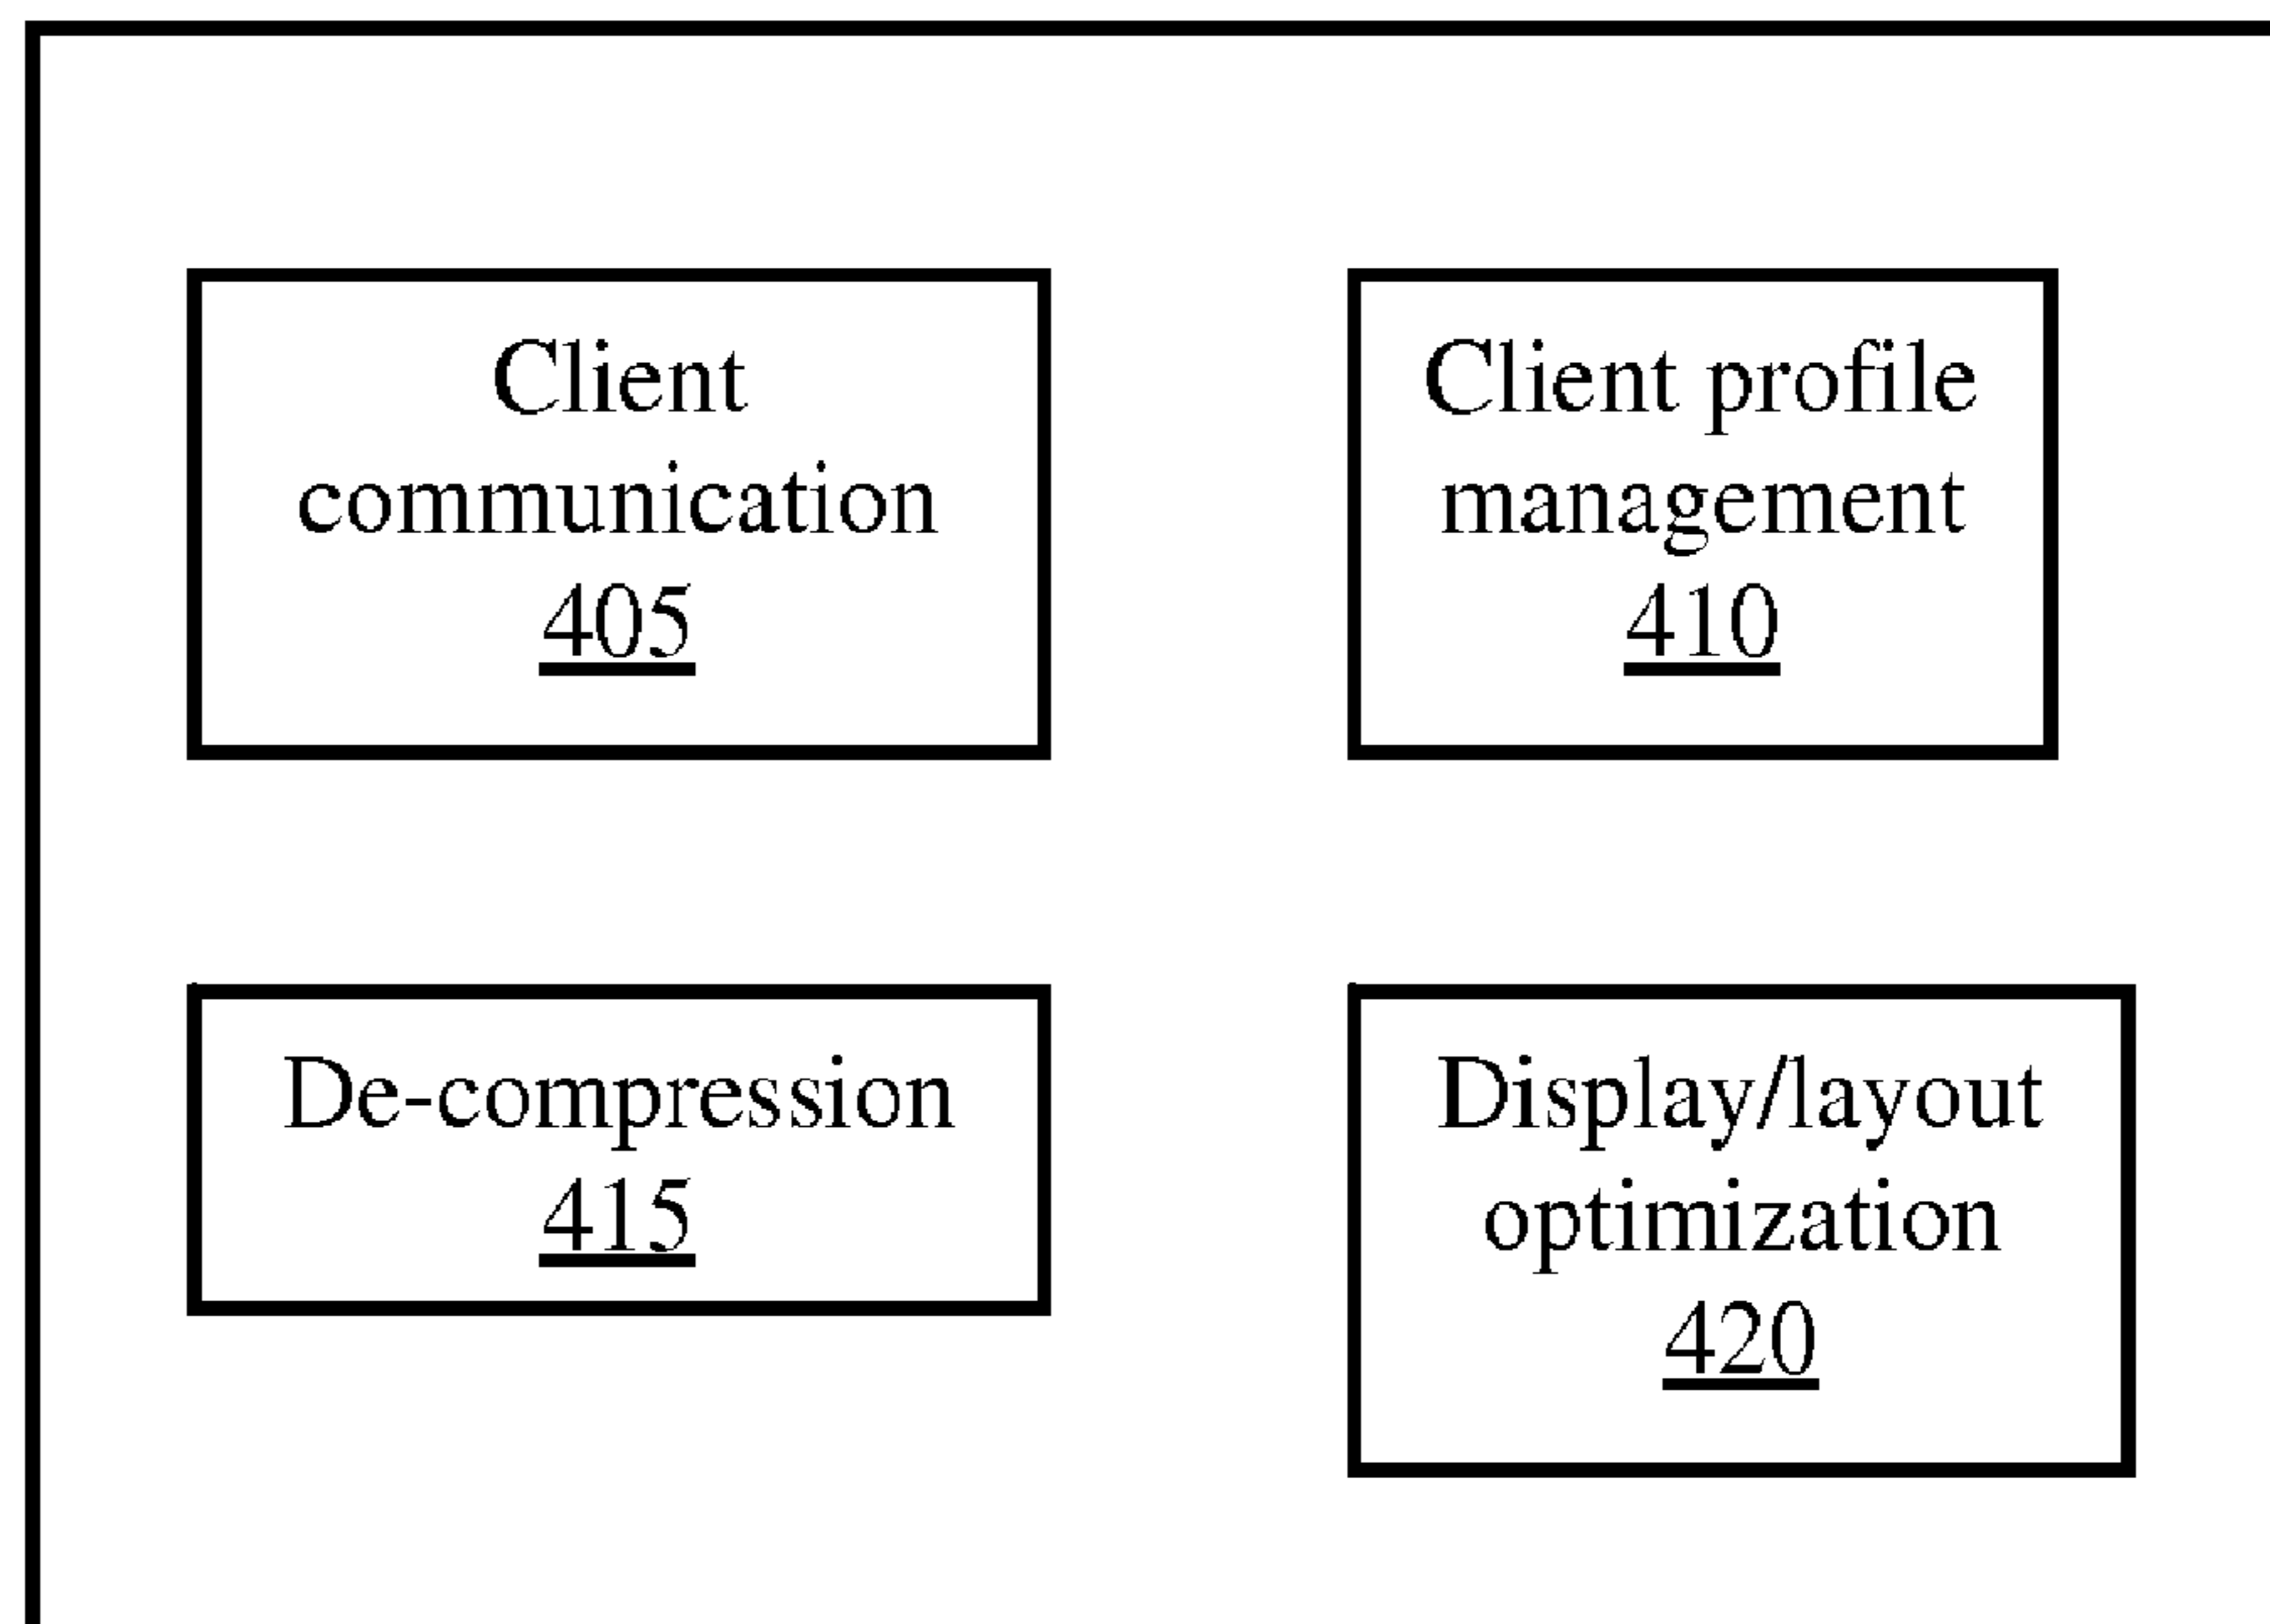 Client
communication
405
Client profile
management
410
De-compression
415
Display/layout
optimization
420